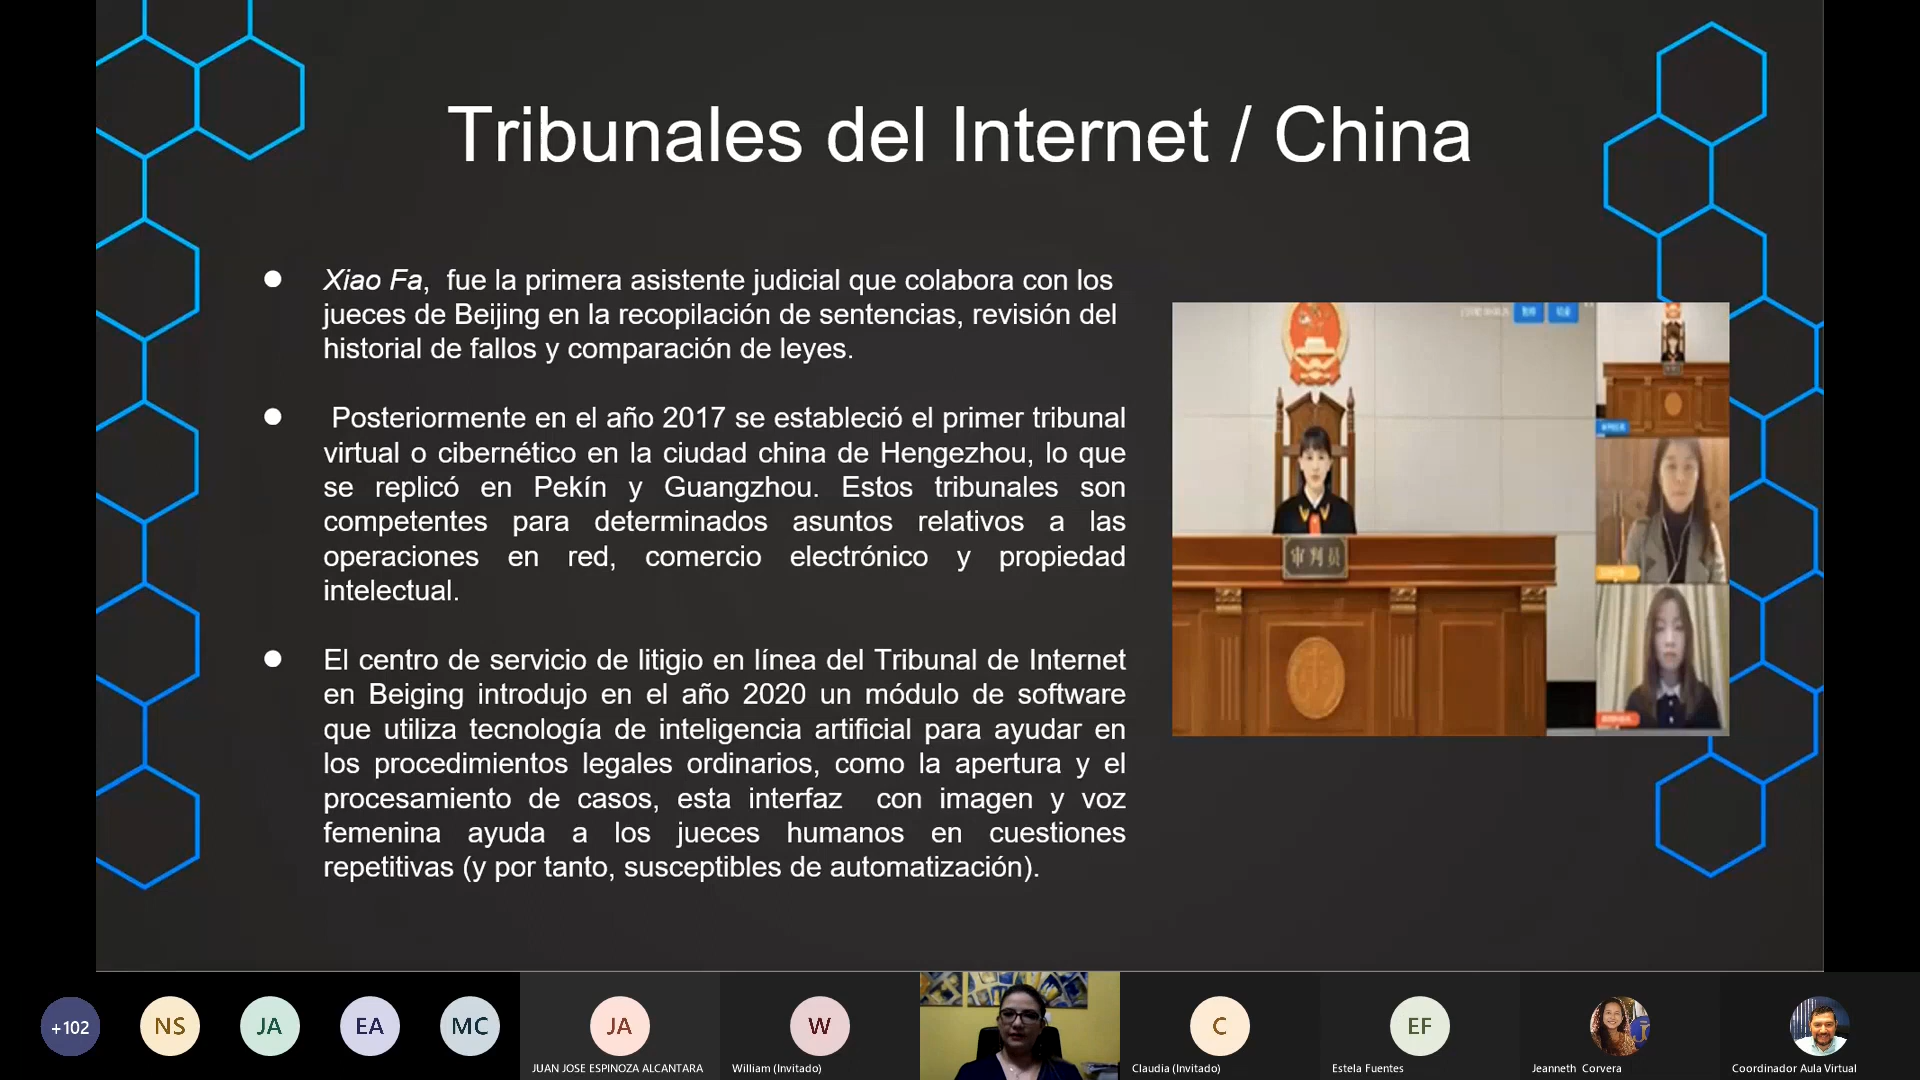 Tribunales del Internet / China
● Xiao Fa, fue la primera asistente judicial que colabora con los
jueces de Beijing en la recopilación de sentencias, revisión del
historial de fallos y comparación de leyes.
● Posteriormente en el año 2017 se estableció el primer tribunal
virtual o cibernético en la ciudad china de Hengezhou, lo que
se replicó en Pekín y Guangzhou. Estos tribunales son
competentes para determinados asuntos relativos a las
operaciones en red, comercio electrónico y propiedad
intelectual.
● El centro de servicio de litigio en línea del Tribunal de Internet
en Beiging introdujo en el año 2020 un módulo de software
que utiliza tecnología de inteligencia artificial para ayudar en
los procedimientos legales ordinarios, como la apertura y el
procesamiento de casos, esta interfaz con imagen y voz
femenina ayuda a los jueces humanos en cuestiones
repetitivas (y por tanto, susceptibles de automatización).
审判员
+102
NS
JA
EA
MC
JA
JUAN JOSE ESPINOZA ALCANTARA
W
William (Invitado)
C
Claudia (Invitado)
EF
Estela Fuentes
Jeanneth Corvera
Coordinador Aula Virtual